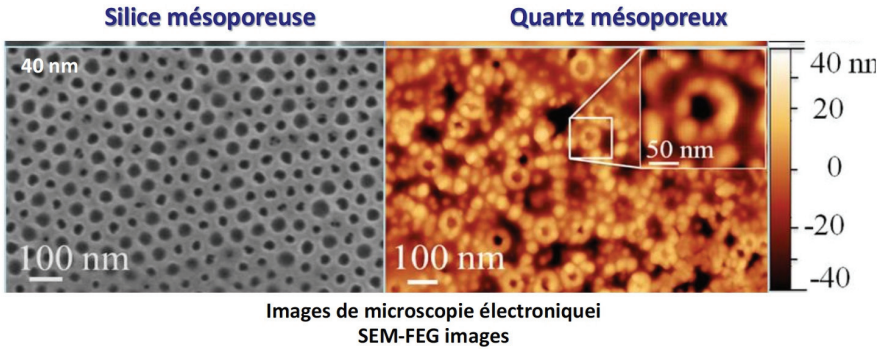 Silice mésoporeuse
Quartz mésoporeux
40 nm
100 nm
100 nm
50 nm
40 nm
20
0
-20
-40
Images de microscopie électroniquei
SEM-FEG images